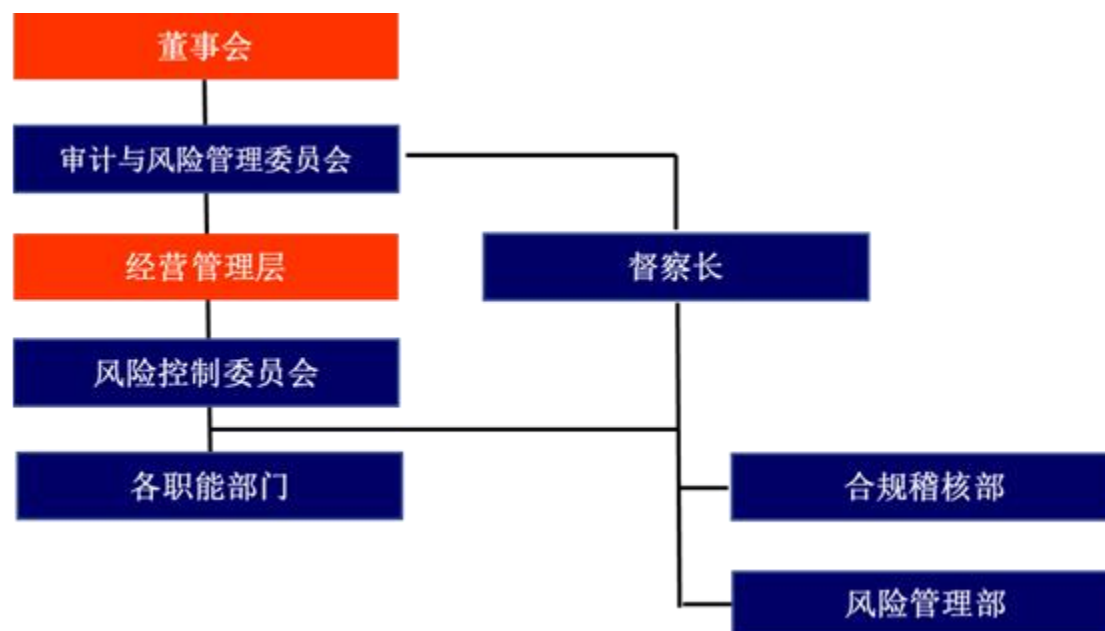 董事会
审计与风险管理委员会
经营管理层
督察长
风险控制委员会
各职能部门
合规稽核部
风险管理部